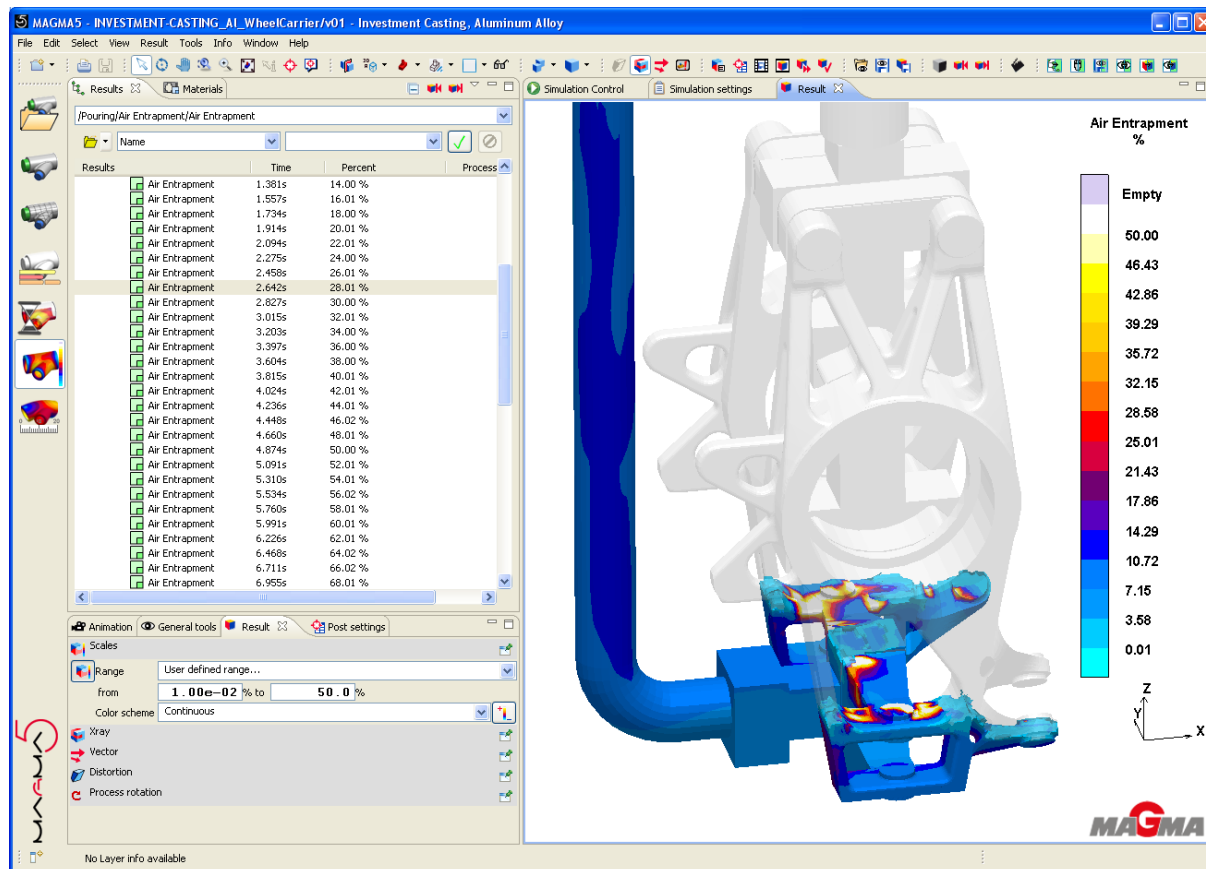 MAGMA5 - INVESTMENT-CASTING_Al_WheelCarrier/v01 - Investment Casting, Aluminum Alloy
File Edit Select View Result Tools Info Window Help
Results Materials
/Pouring/Air Entrapment/Air Entrapment
Name
Results Time Percent Process
Air Entrapment 1.381s 14.00 %
Air Entrapment 1.557s 16.01 %
Air Entrapment 1.734s 18.00 %
Air Entrapment 1.914s 20.01 %
Air Entrapment 2.094s 22.01 %
Air Entrapment 2.275s 24.00 %
Air Entrapment 2.458s 26.01 %
Air Entrapment 2.642s 28.01 %
Air Entrapment 2.827s 30.00 %
Air Entrapment 3.015s 32.01 %
Air Entrapment 3.203s 34.00 %
Air Entrapment 3.397s 36.00 %
Air Entrapment 3.604s 38.00 %
Air Entrapment 3.815s 40.01 %
Air Entrapment 4.024s 42.01 %
Air Entrapment 4.236s 44.01 %
Air Entrapment 4.448s 46.02 %
Air Entrapment 4.660s 48.01 %
Air Entrapment 4.874s 50.00 %
Air Entrapment 5.091s 52.01 %
Air Entrapment 5.310s 54.01 %
Air Entrapment 5.534s 56.02 %
Air Entrapment 5.760s 58.01 %
Air Entrapment 5.991s 60.01 %
Air Entrapment 6.226s 62.01 %
Air Entrapment 6.468s 64.02 %
Air Entrapment 6.711s 66.02 %
Air Entrapment 6.955s 68.01 %
Animation General tools Result Post settings
Scales
Range User defined range...
from 1.00e-02 % to 50.0 %
Color scheme Continuous
Xray
Vector
Distortion
Process rotation
MAGMA5
No Layer info available
Simulation Control Simulation settings Result
Air Entrapment
%
Empty
50.00
46.43
42.86
39.29
35.72
32.15
28.58
25.01
21.43
17.86
14.29
10.72
7.15
3.58
0.01
Z
Y
X
MAGMA